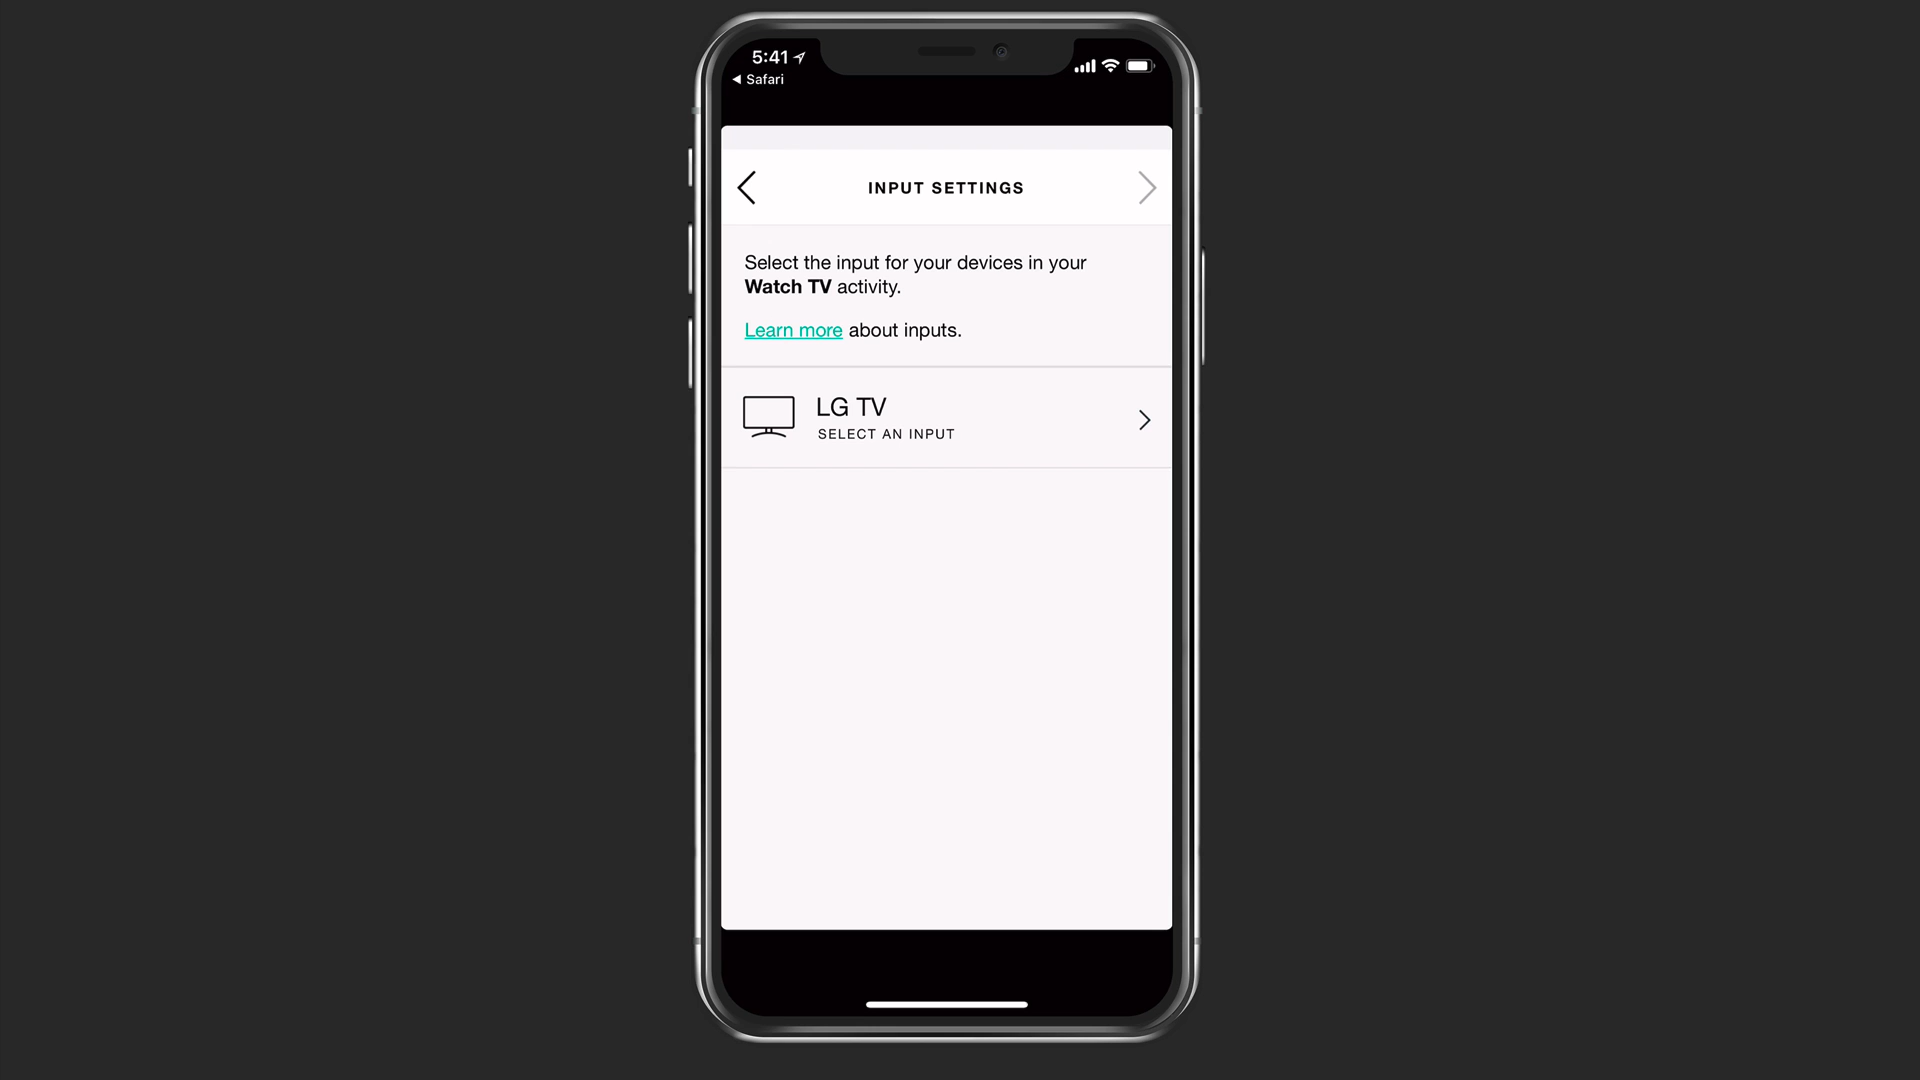 5:41
Safari
INPUT SETTINGS
Select the input for your devices in your
Watch TV activity.
Learn more about inputs.
LG TV
SELECT AN INPUT